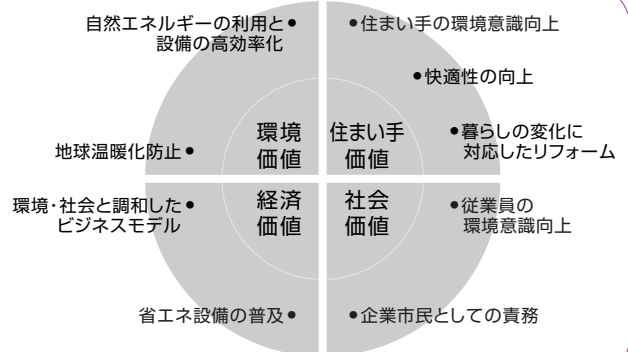 自然エネルギーの利用と●
設備の高効率化
●住まい手の環境意識向上
●快適性の向上
地球温暖化防止●
環境
価値
住まい手
価値
●暮らしの変化に
対応したリフォーム
環境・社会と調和した●
ビジネスモデル
経済
価値
社会
価値
●従業員の
環境意識向上
省エネ設備の普及●
●企業市民としての責務